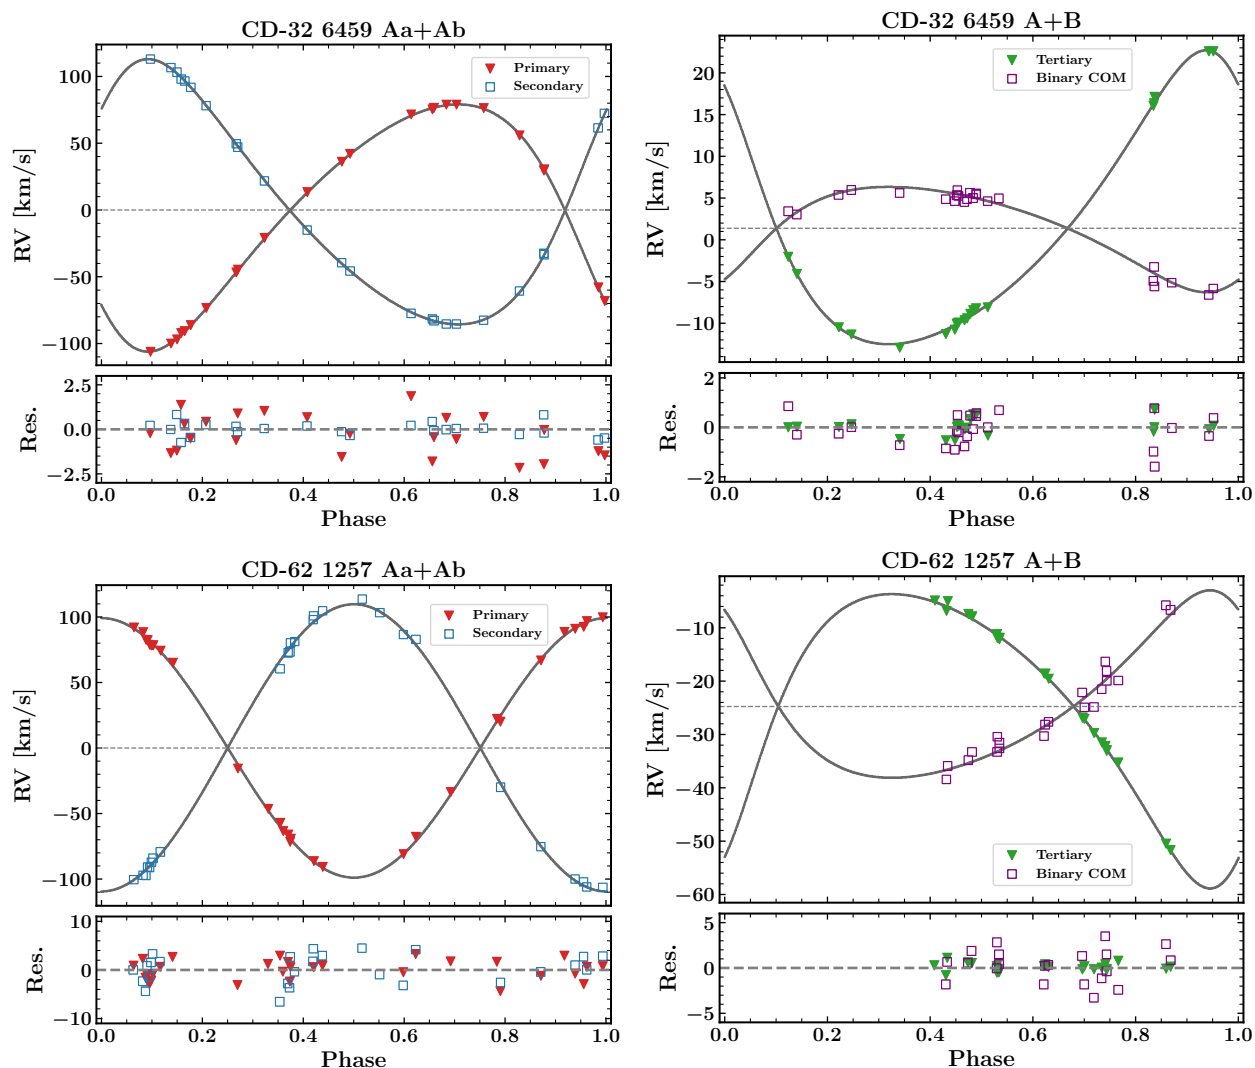 CD-32 6459 Aa+Ab
RV [km/s]
100
50
0
−50
−100
Primary
Secondary
Res.
2.5
0.0
−2.5
0.0 0.2 0.4 0.6 0.8 1.0
Phase
CD-32 6459 A+B
RV [km/s]
20
15
10
5
0
−5
−10
Tertiary
Binary COM
Res.
2
0
−2
0.0 0.2 0.4 0.6 0.8 1.0
Phase
CD-62 1257 Aa+Ab
RV [km/s]
100
50
0
−50
−100
Primary
Secondary
Res.
10
0
−10
0.0 0.2 0.4 0.6 0.8 1.0
Phase
CD-62 1257 A+B
RV [km/s]
−10
−20
−30
−40
−50
−60
Tertiary
Binary COM
Res.
5
0
−5
0.0 0.2 0.4 0.6 0.8 1.0
Phase